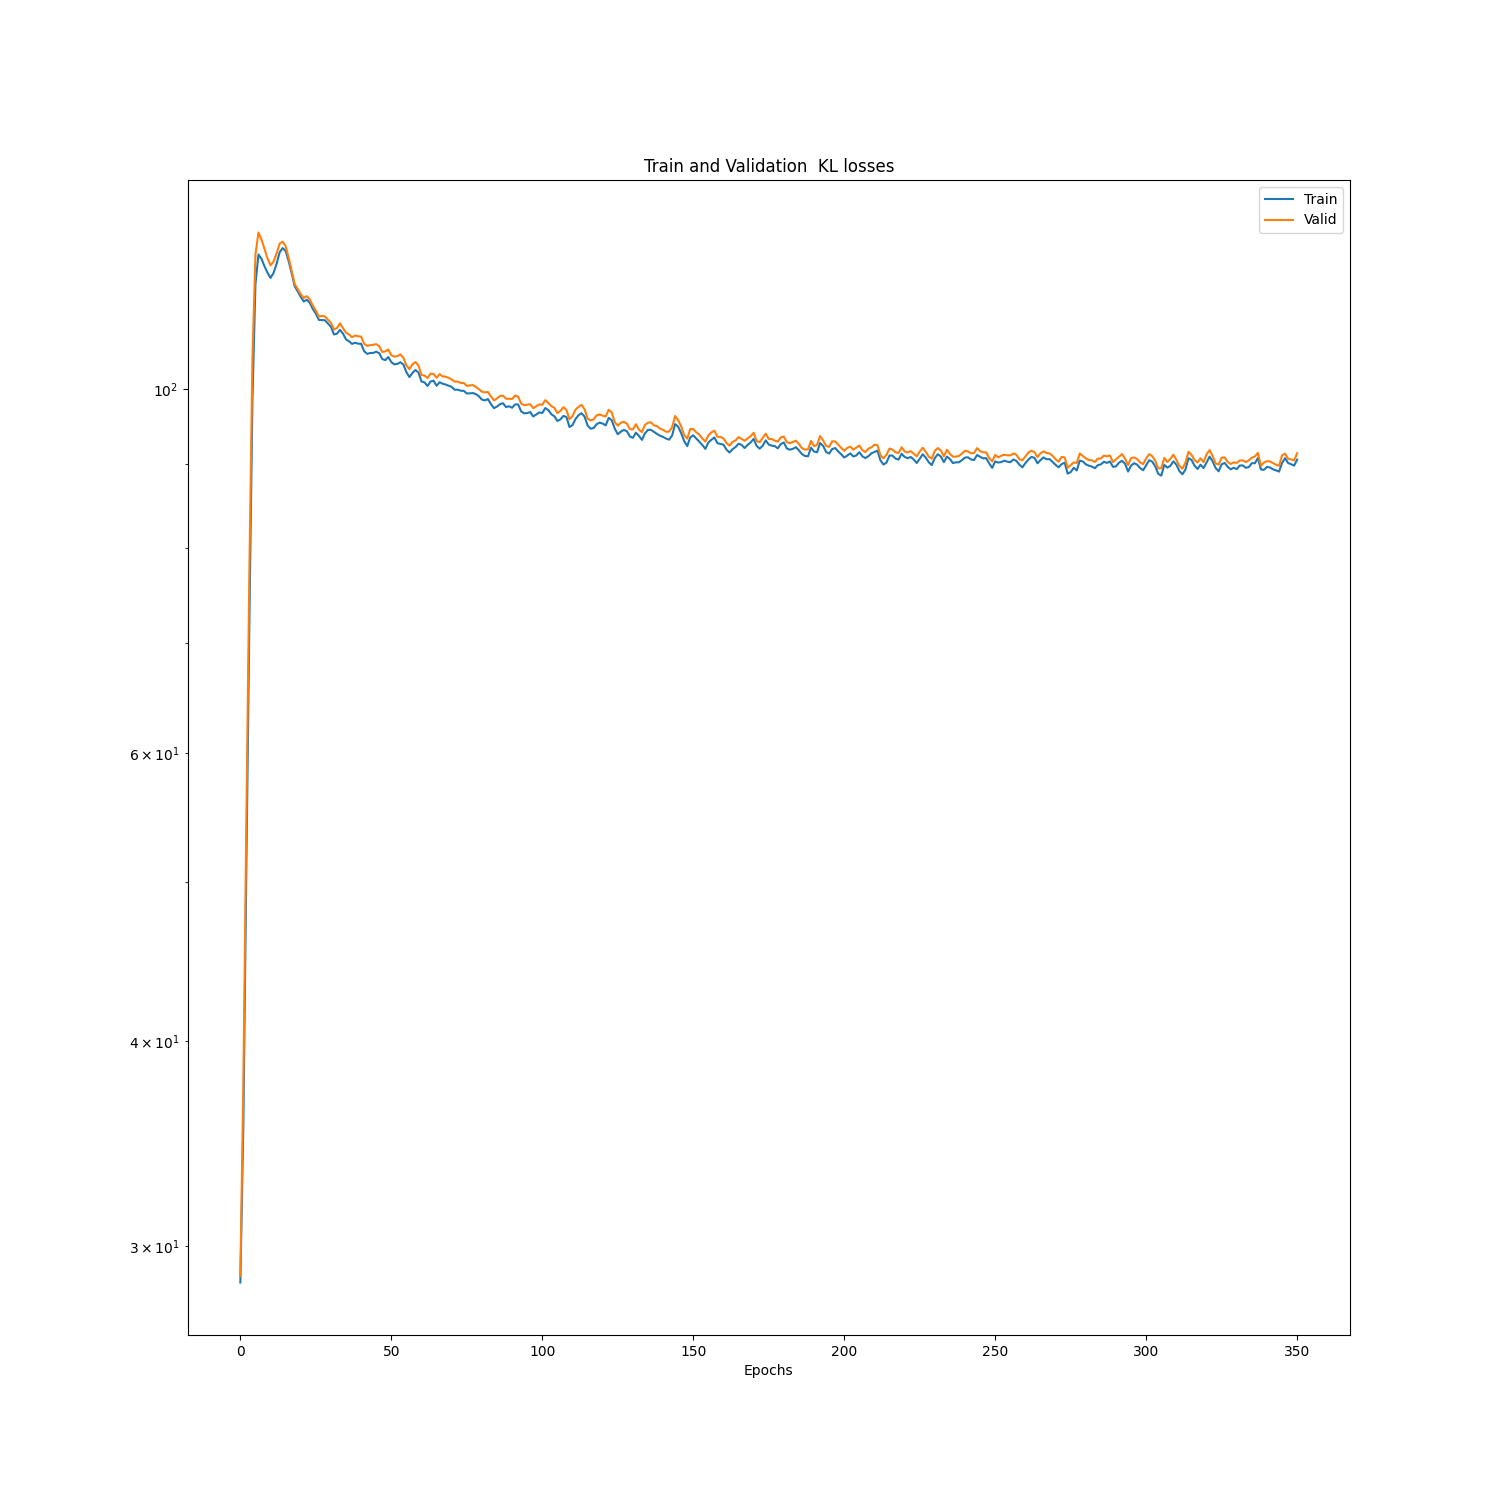 Train and Validation  KL losses
Train
Valid
10²
6 × 10¹
4 × 10¹
3 × 10¹
0 50 100 150 200 250 300 350
Epochs